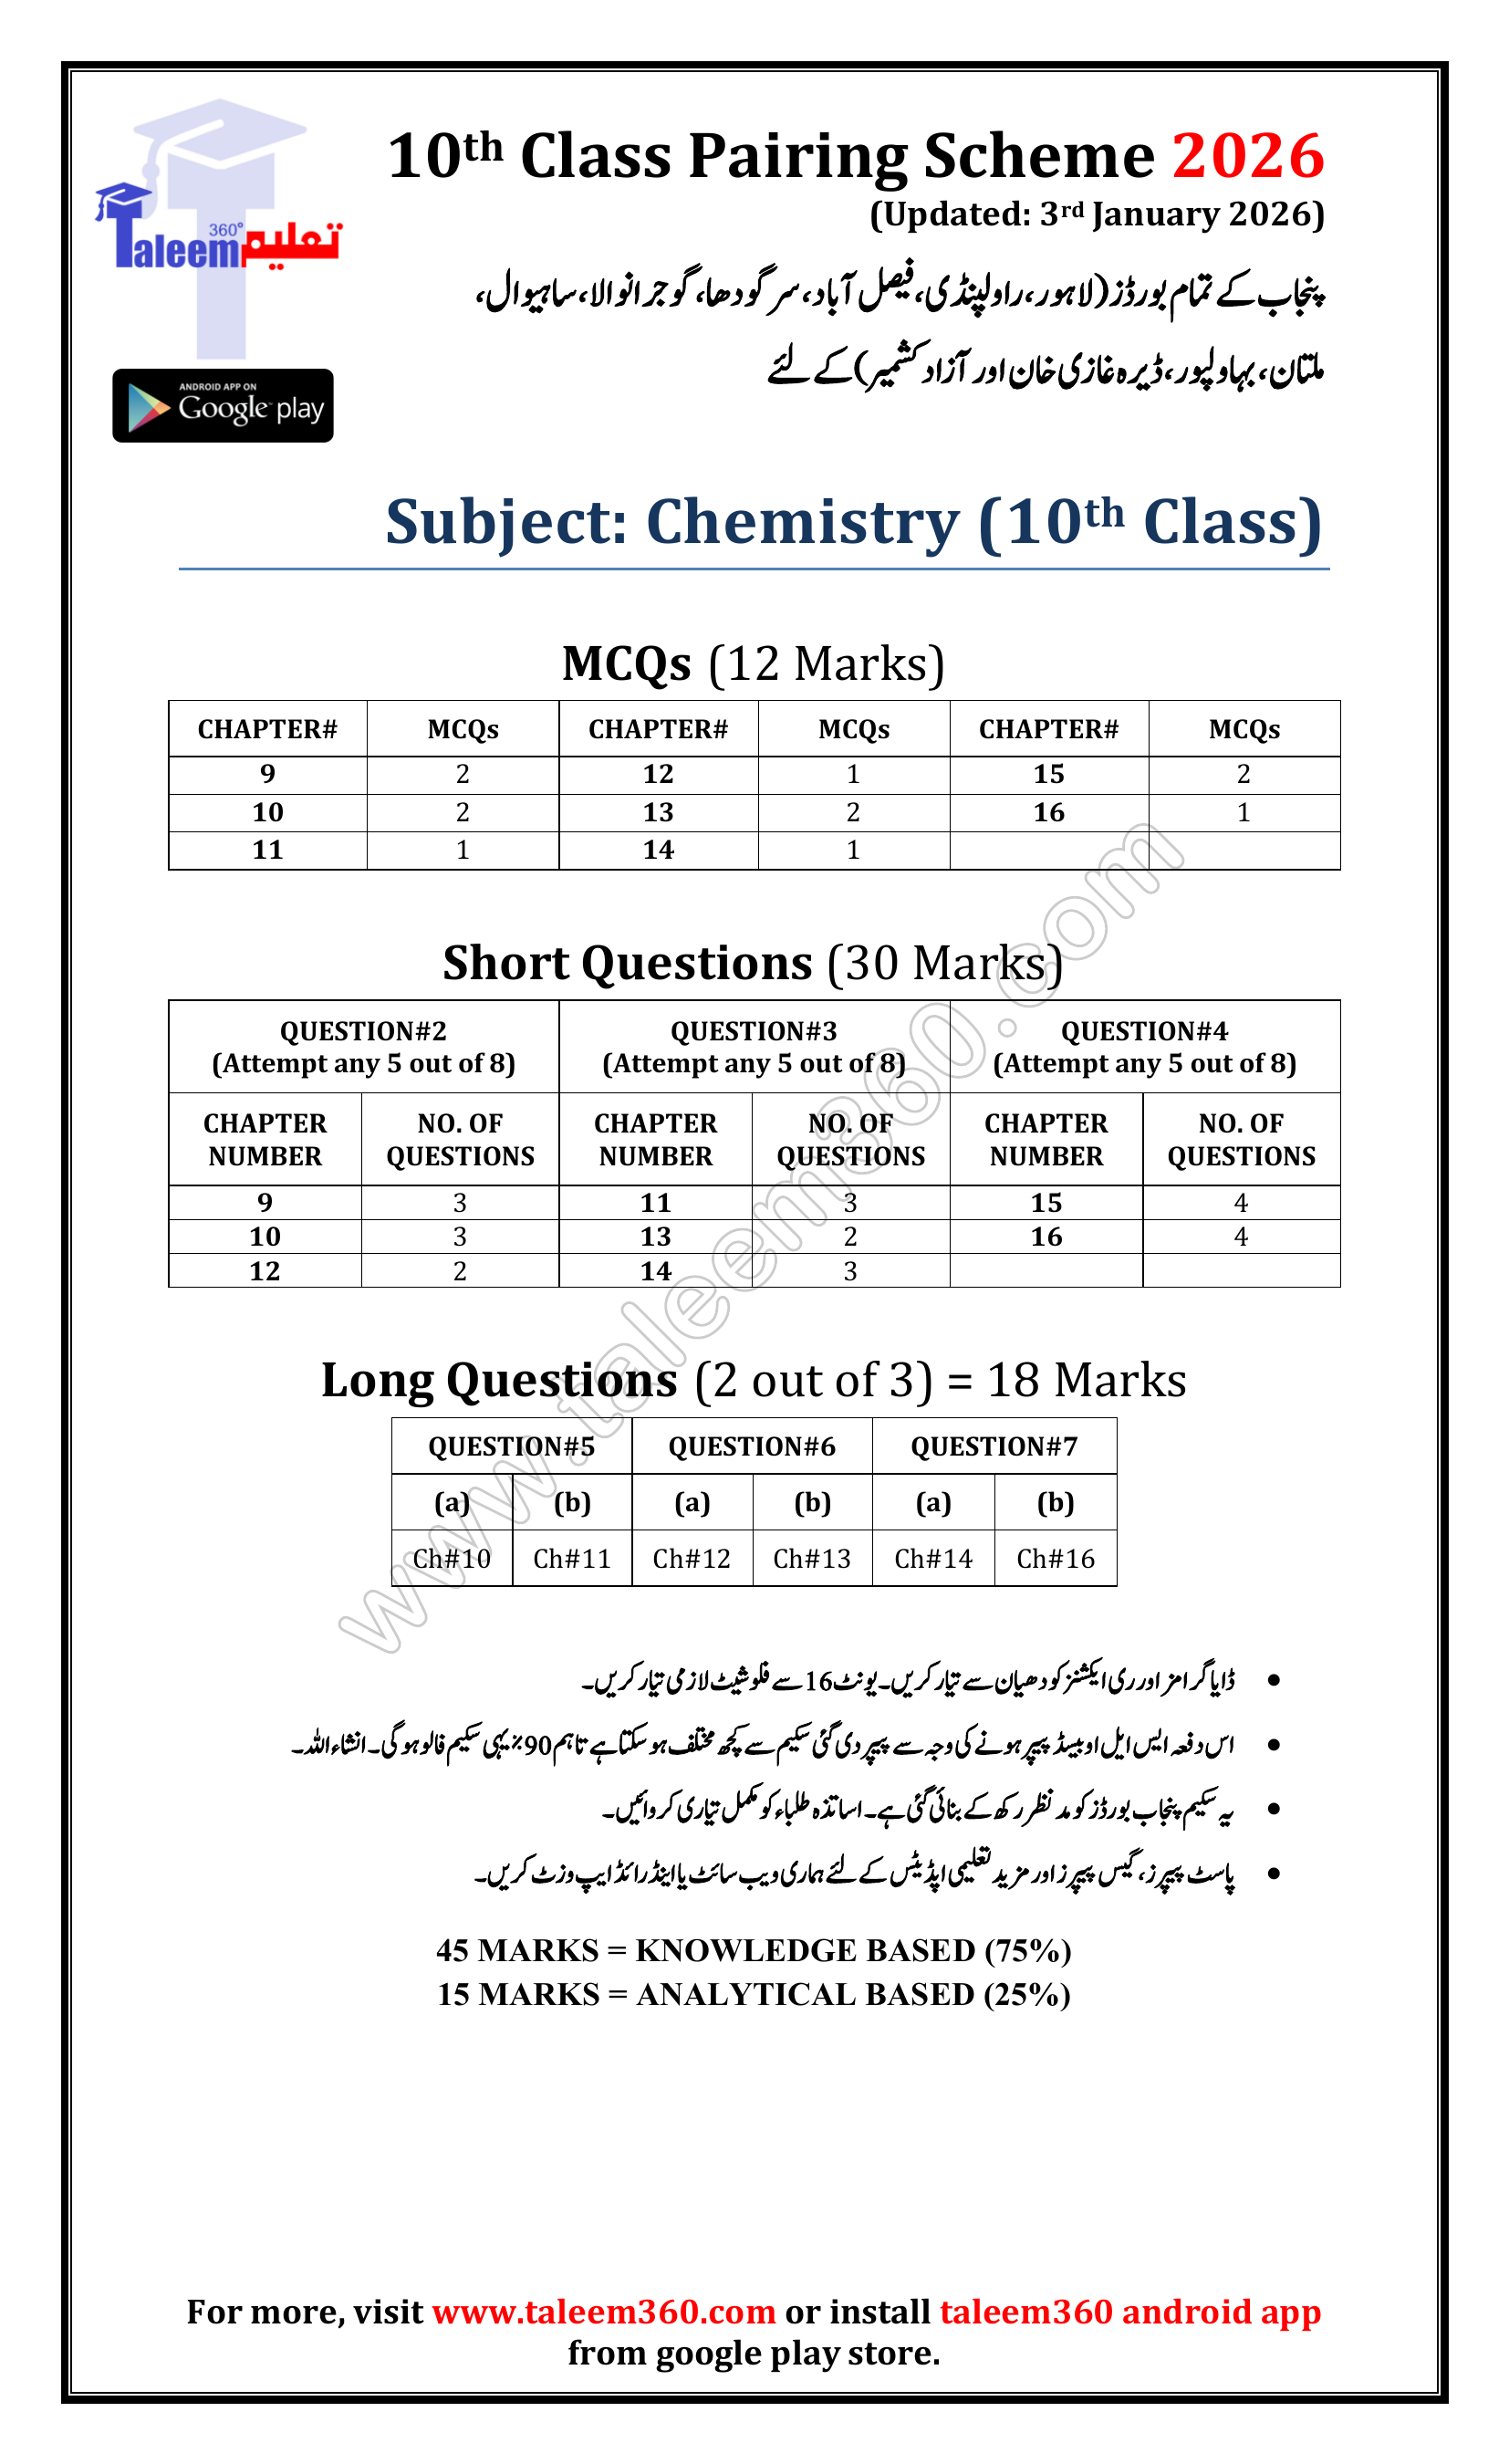 360°
Taleem تعلیم
ANDROID APP ON
Google play
10th Class Pairing Scheme 2026
(Updated: 3rd January 2026)
پنجاب کے تمام بورڈز (لاہور، راولپنڈی، فیصل آباد، سرگودھا، گوجرانوالا، ساہیوال،
ملتان، بہاولپور، ڈیرہ غازی خان اور آزاد کشمیر) کے لئے
Subject: Chemistry (10th Class)
MCQs (12 Marks)
CHAPTER# MCQs CHAPTER# MCQs CHAPTER# MCQs
9 2 12 1 15 2
10 2 13 2 16 1
11 1 14 1
Short Questions (30 Marks)
QUESTION#2 QUESTION#3 QUESTION#4
(Attempt any 5 out of 8) (Attempt any 5 out of 8) (Attempt any 5 out of 8)
CHAPTER NO. OF CHAPTER NO. OF CHAPTER NO. OF
NUMBER QUESTIONS NUMBER QUESTIONS NUMBER QUESTIONS
9 3 11 3 15 4
10 3 13 2 16 4
12 2 14 3
Long Questions (2 out of 3) = 18 Marks
QUESTION#5 QUESTION#6 QUESTION#7
(a) (b) (a) (b) (a) (b)
Ch#10 Ch#11 Ch#12 Ch#13 Ch#14 Ch#16
www.taleem360.com
• ڈایاگرامز اور ری ایکشنز کو دھیان سے تیار کریں۔ یونٹ 16 سے فلو شیٹ لازمی تیار کریں۔
• اس دفعہ ایس ایل او بیسڈ پیپر ہونے کی وجہ سے پیپر دی گئی سکیم سے کچھ مختلف ہو سکتا ہے تاہم 90٪ یہی سکیم فالو ہو گی۔ انشاءاللہ۔
• یہ سکیم پنجاب بورڈز کو مد نظر رکھ کے بنائی گئی ہے۔ اساتذہ طلباء کو مکمل تیاری کروائیں۔
• پاسٹ پیپرز، گیس پیپرز اور مزید تعلیمی اپڈیٹس کے لئے ہماری ویب سائٹ یا اینڈرائڈ ایپ وزٹ کریں۔
45 MARKS = KNOWLEDGE BASED (75%)
15 MARKS = ANALYTICAL BASED (25%)
For more, visit www.taleem360.com or install taleem360 android app
from google play store.